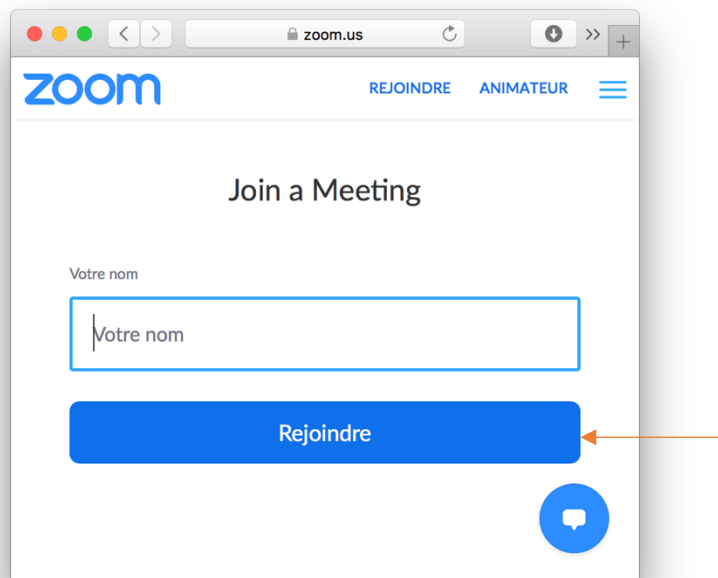 zoom.us
zoom
REJOINDRE ANIMATEUR
Join a Meeting
Votre nom
Votre nom
Rejoindre